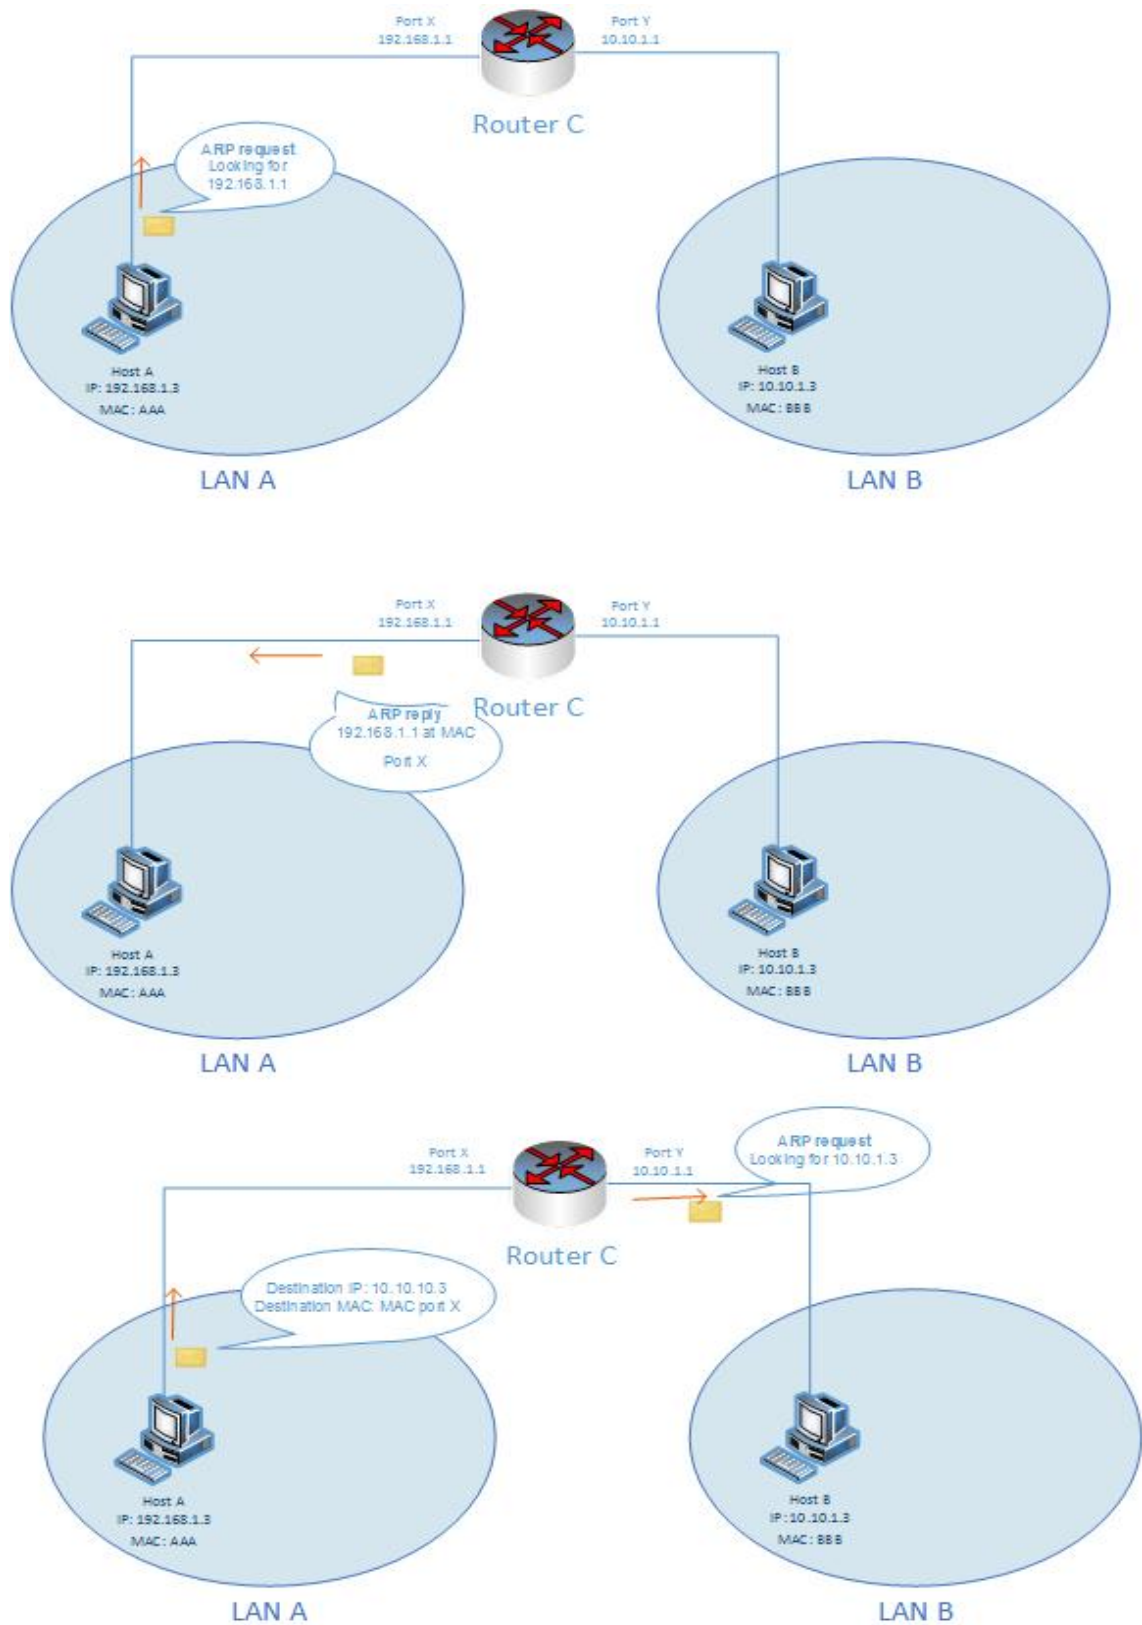 Port X
192.168.1.1
Port Y
10.10.1.1
Router C
ARP request
Looking for
192.168.1.1
Host A
IP: 192.168.1.3
MAC: AAA
LAN A
Host B
IP: 10.10.1.3
MAC: BBB
LAN B
Port X
192.168.1.1
Port Y
10.10.1.1
Router C
ARP reply
192.168.1.1 at MAC
Port X
Host A
IP: 192.168.1.3
MAC: AAA
LAN A
Host B
IP: 10.10.1.3
MAC: BBB
LAN B
Port X
192.168.1.1
Port Y
10.10.1.1
ARP request
Looking for 10.10.1.3
Router C
Destination IP: 10.10.10.3
Destination MAC: MAC port X
Host A
IP: 192.168.1.3
MAC: AAA
LAN A
Host B
IP: 10.10.1.3
MAC: BBB
LAN B